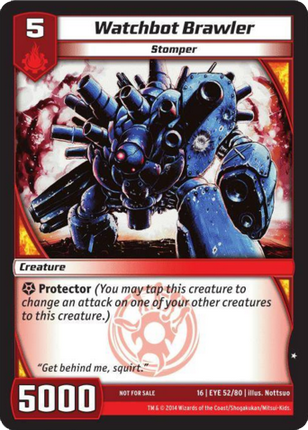 5
Watchbot Brawler
Stomper
Creature
Protector (You may tap this creature to
change an attack on one of your other creatures
to this creature.)
"Get behind me, squirt."
5000
NOT FOR SALE
16 | EYE 52/80 | illus. Nottsuo
TM & © 2014 Wizards of the Coast/Shogakukan/Mitsui-Kids